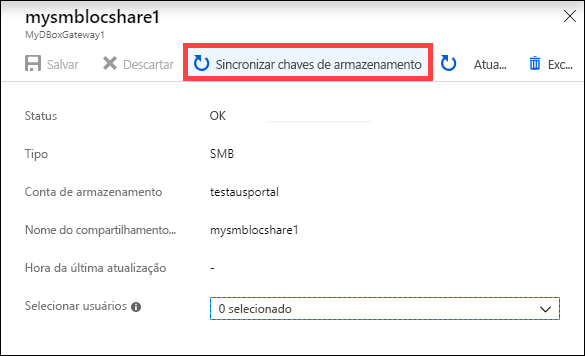 mysmblocshare1
MyDBoxGateway1
Salvar Descartar Sincronizar chaves de armazenamento Atua... Exc...
Status OK
Tipo SMB
Conta de armazenamento testausportal
Nome do compartilhamento... mysmblocshare1
Hora da última atualização -
Selecionar usuários 0 selecionado